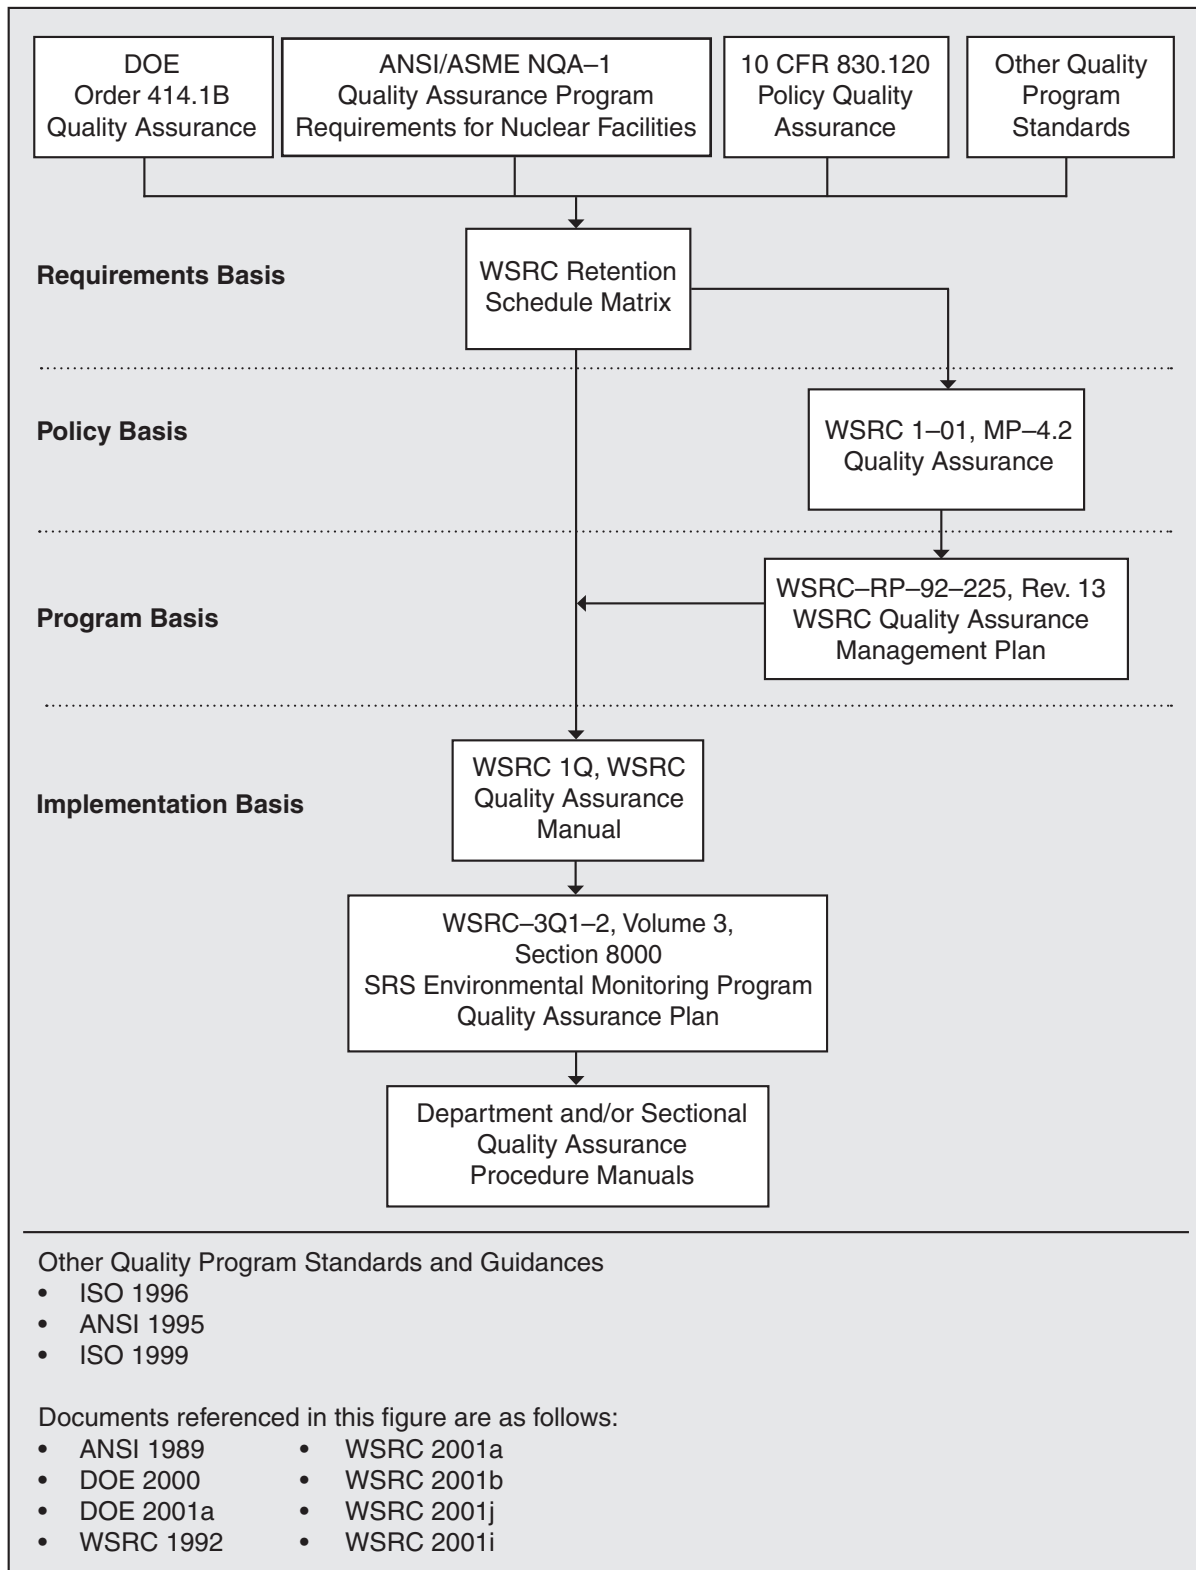 DOE
Order 414.1B
Quality Assurance
ANSI/ASME NQA–1
Quality Assurance Program
Requirements for Nuclear Facilities
10 CFR 830.120
Policy Quality
Assurance
Other Quality
Program
Standards
Requirements Basis
WSRC Retention
Schedule Matrix
Policy Basis
WSRC 1–01, MP–4.2
Quality Assurance
Program Basis
WSRC–RP–92–225, Rev. 13
WSRC Quality Assurance
Management Plan
Implementation Basis
WSRC 1Q, WSRC
Quality Assurance
Manual
WSRC–3Q1–2, Volume 3,
Section 8000
SRS Environmental Monitoring Program
Quality Assurance Plan
Department and/or Sectional
Quality Assurance
Procedure Manuals
Other Quality Program Standards and Guidances
• ISO 1996
• ANSI 1995
• ISO 1999
Documents referenced in this figure are as follows:
• ANSI 1989
• DOE 2000
• DOE 2001a
• WSRC 1992
• WSRC 2001a
• WSRC 2001b
• WSRC 2001j
• WSRC 2001i